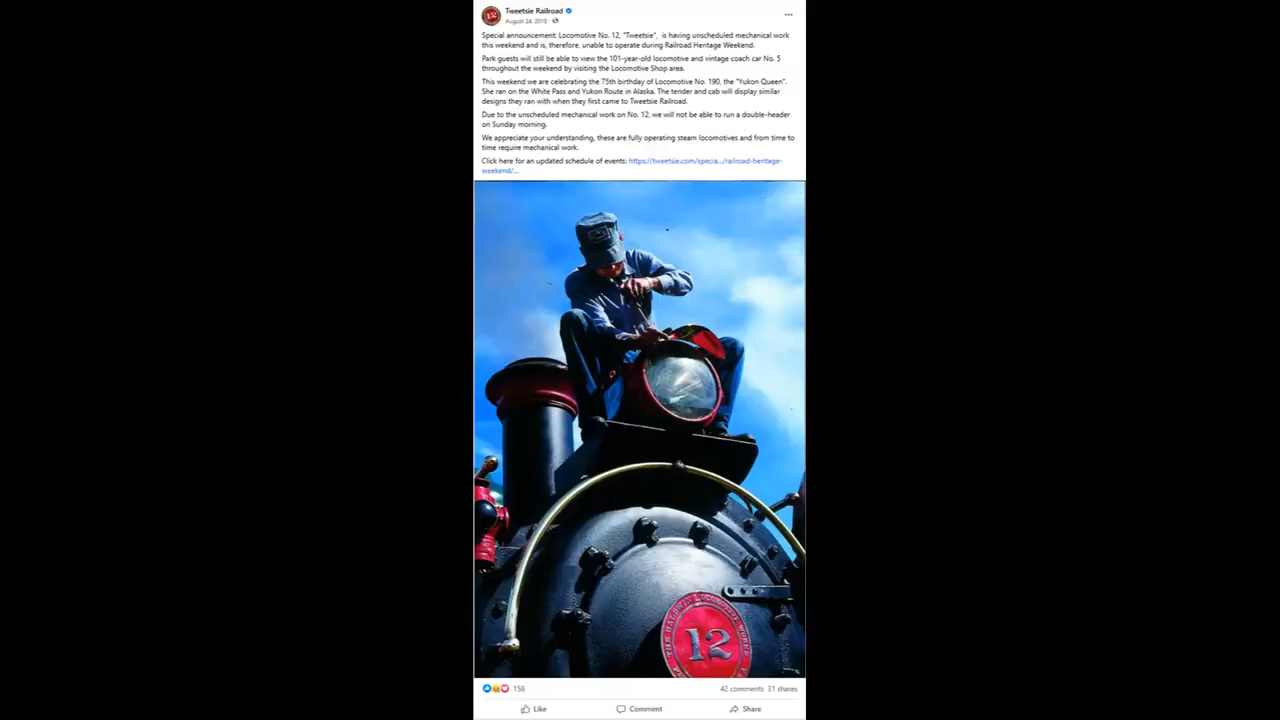 Tweetsie Railroad
August 24, 2018
Special announcement: Locomotive No. 12, "Tweetsie", is having unscheduled mechanical work
this weekend and is, therefore, unable to operate during Railroad Heritage Weekend.
Park guests will still be able to view the 101-year-old locomotive and vintage coach car No. 5
throughout the weekend by visiting the Locomotive Shop area.
This weekend we are celebrating the 75th birthday of Locomotive No. 190, the "Yukon Queen".
She ran on the White Pass and Yukon Route in Alaska. The tender and cab will display similar
designs they ran with when they first came to Tweetsie Railroad.
Due to the unscheduled mechanical work on No. 12, we will not be able to run a double-header
on Sunday morning.
We appreciate your understanding, these are fully operating steam locomotives and from time to
time require mechanical work.
Click here for an updated schedule of events: https://tweetsie.com/specia.../railroad-heritage-
weekend/...
THE BALDWIN LOCOMOTIVE WORKS
12
158
42 comments 31 shares
Like
Comment
Share